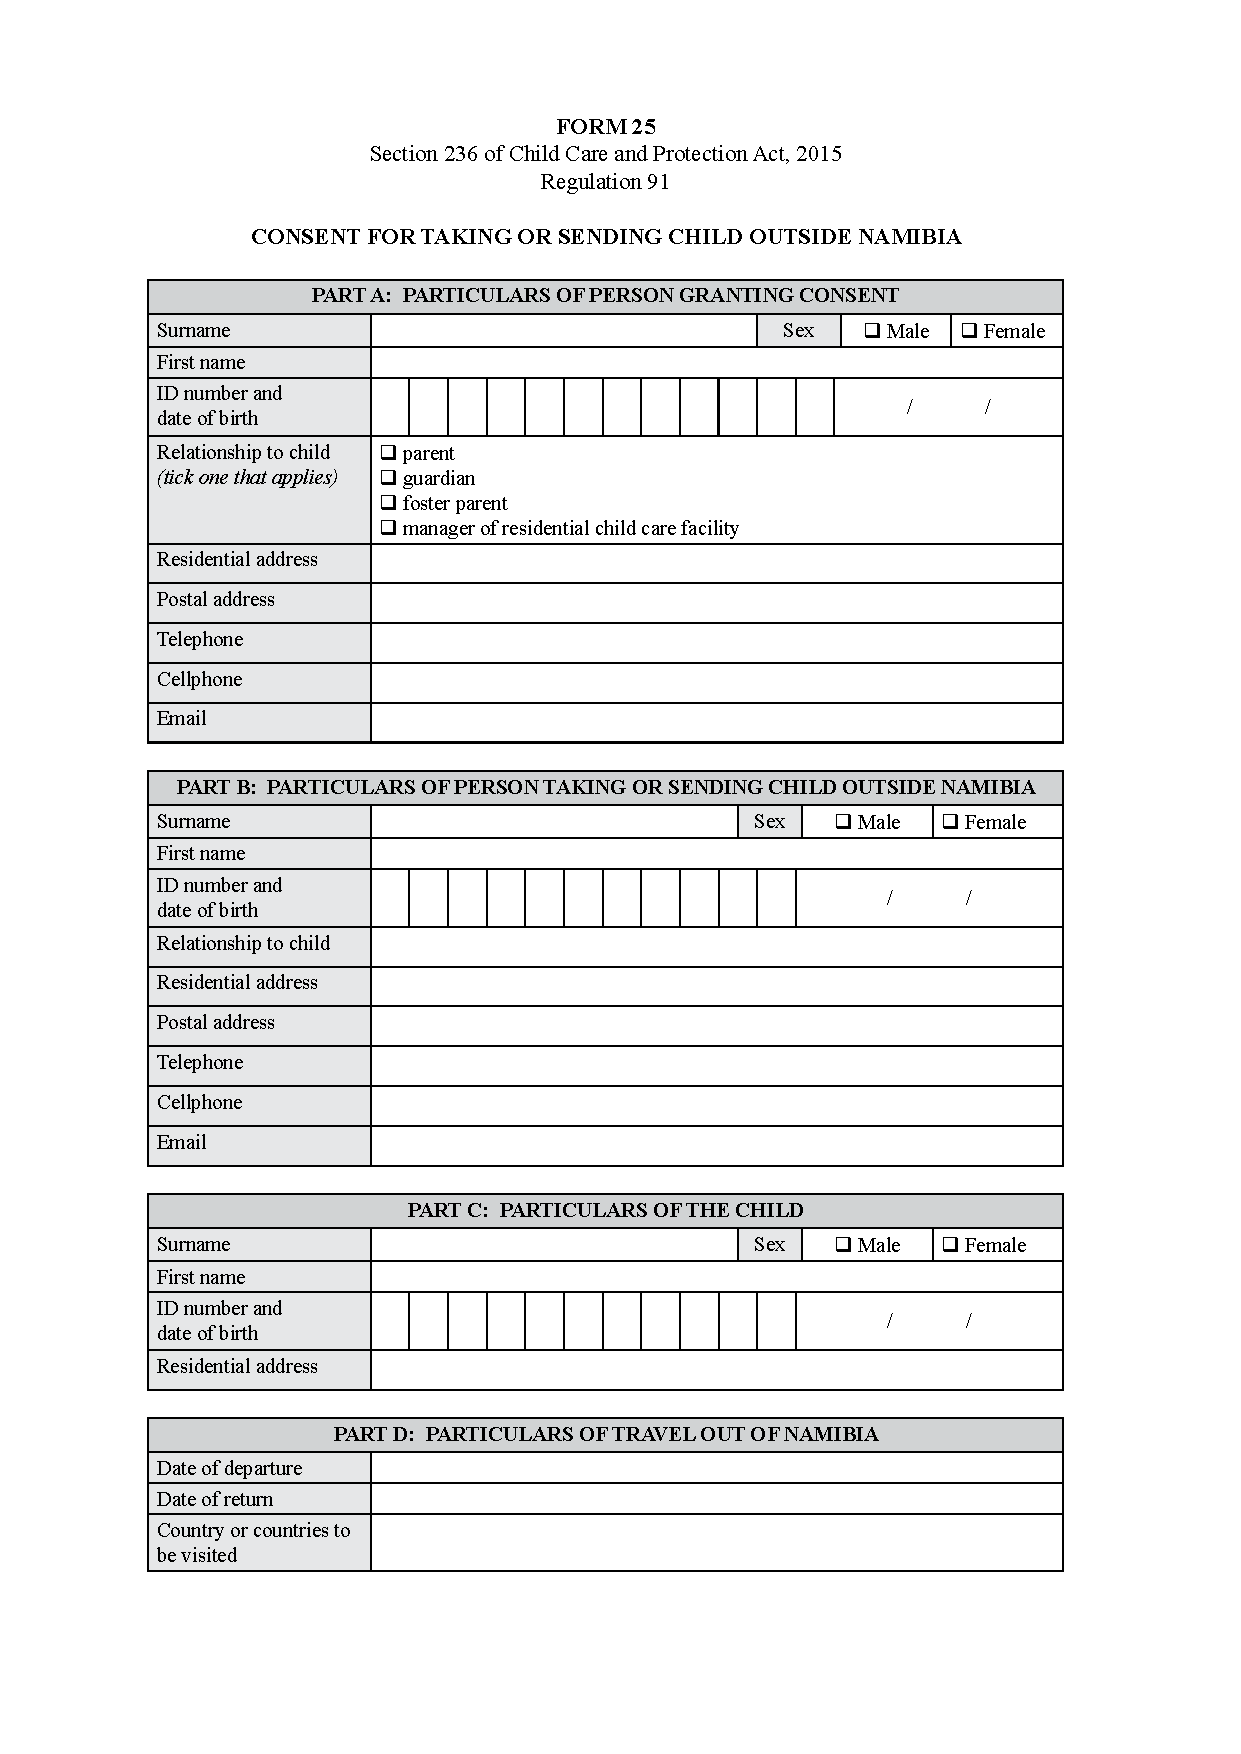 FORM 25
Section 236 of Child Care and Protection Act, 2015
Regulation 91
CONSENT FOR TAKING OR SENDING CHILD OUTSIDE NAMIBIA
PART A: PARTICULARS OF PERSON GRANTING CONSENT
Surname Sex ❑ Male ❑ Female
First name
ID number and
date of birth / /
Relationship to child
(tick one that applies)
❑ parent
❑ guardian
❑ foster parent
❑ manager of residential child care facility
Residential address
Postal address
Telephone
Cellphone
Email
PART B: PARTICULARS OF PERSON TAKING OR SENDING CHILD OUTSIDE NAMIBIA
Surname Sex ❑ Male ❑ Female
First name
ID number and
date of birth / /
Relationship to child
Residential address
Postal address
Telephone
Cellphone
Email
PART C: PARTICULARS OF THE CHILD
Surname Sex ❑ Male ❑ Female
First name
ID number and
date of birth / /
Residential address
PART D: PARTICULARS OF TRAVEL OUT OF NAMIBIA
Date of departure
Date of return
Country or countries to
be visited